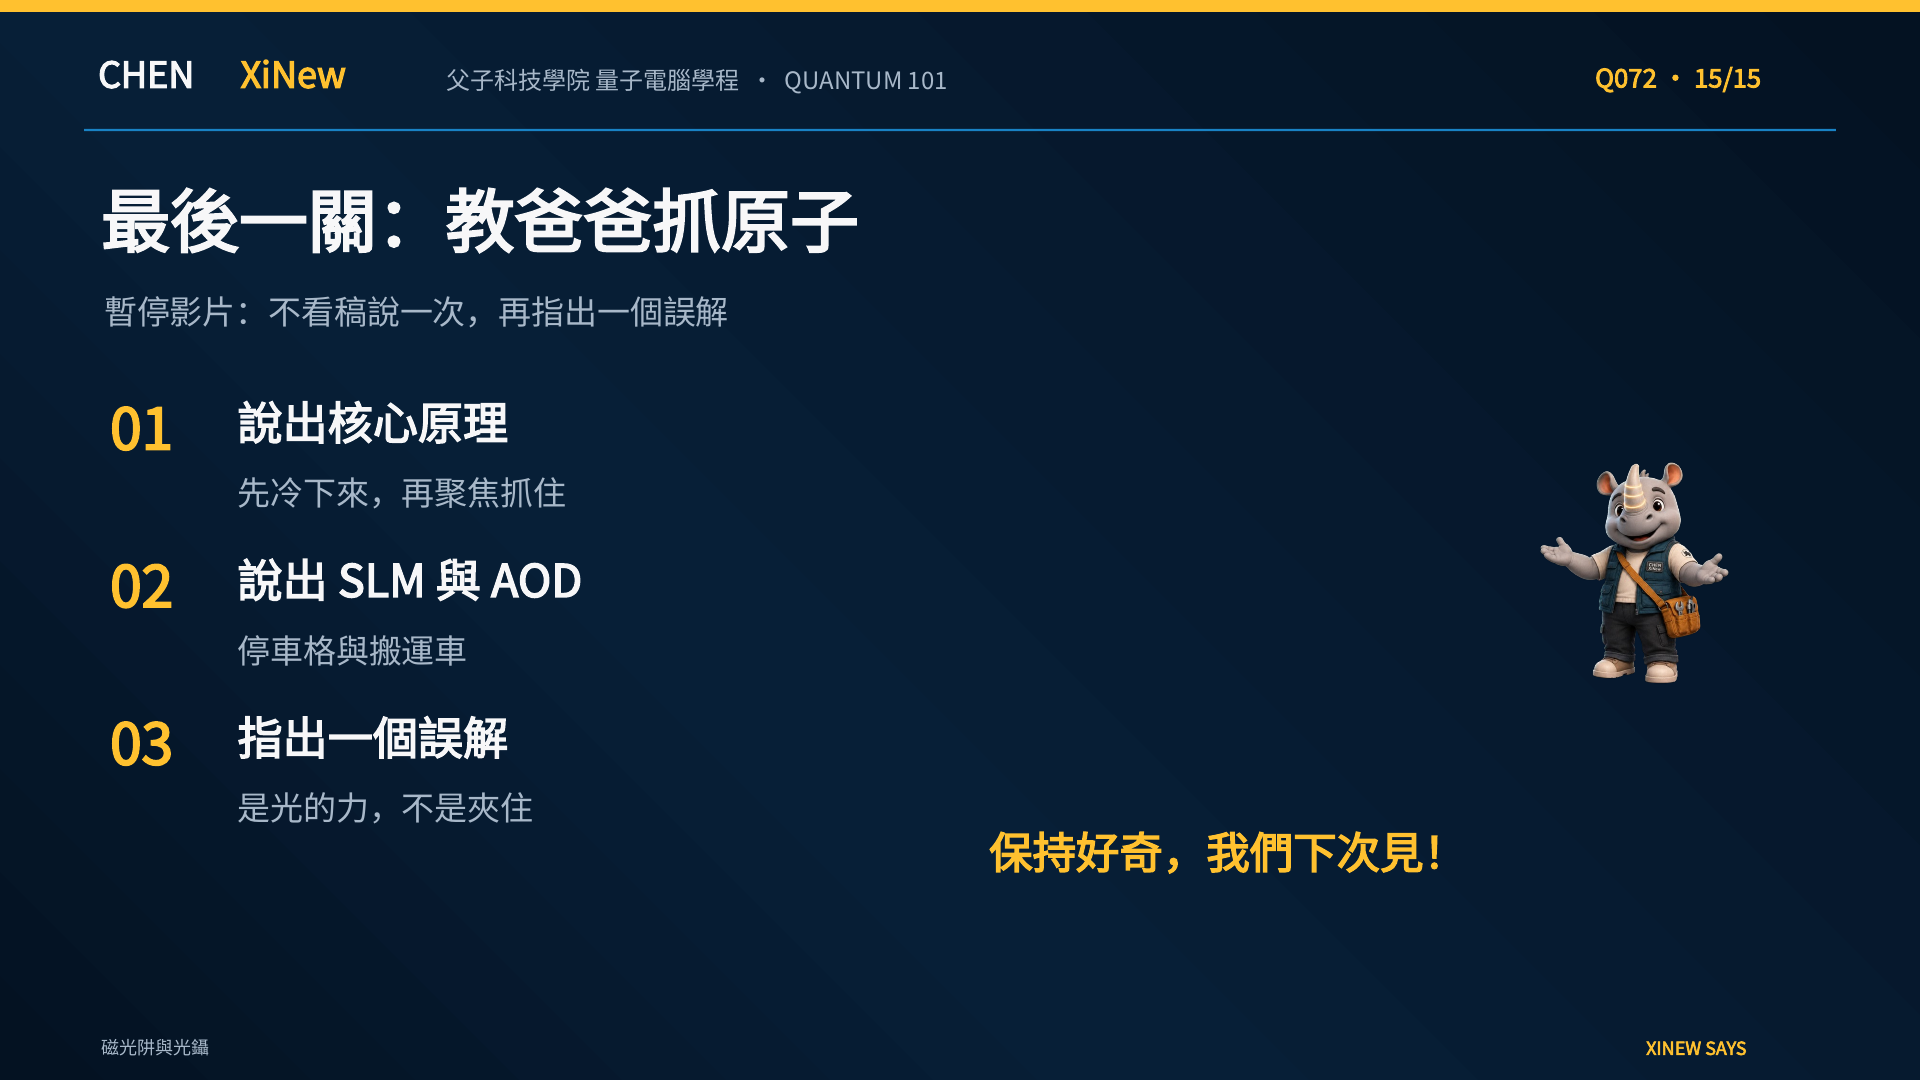 CHEN XiNew 父子科技學院 量子電腦學程 • QUANTUM 101 Q072 • 15/15
最後一關：教爸爸抓原子
暫停影片：不看稿說一次，再指出一個誤解
01 說出核心原理
先冷下來，再聚焦抓住
02 說出 SLM 與 AOD
停車格與搬運車
03 指出一個誤解
是光的力，不是夾住
保持好奇，我們下次見！
磁光阱與光鑷 XINEW SAYS